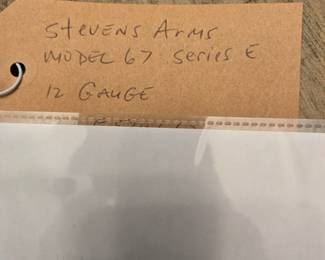 Stevens Arms
MODEL 67 Series E
12 GAUGE